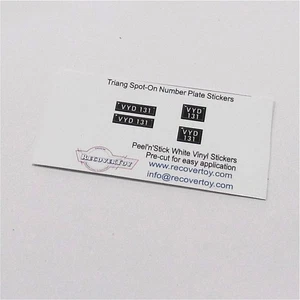 Triang Spot-On Number Plate Stickers
VYD 131
VYD 131
VYD
131
VYD
131
Peel'n'Stick White Vinyl Stickers
Pre-cut for easy application
RECOVERTOY
www.recovertoy.com
info@recovertoy.com